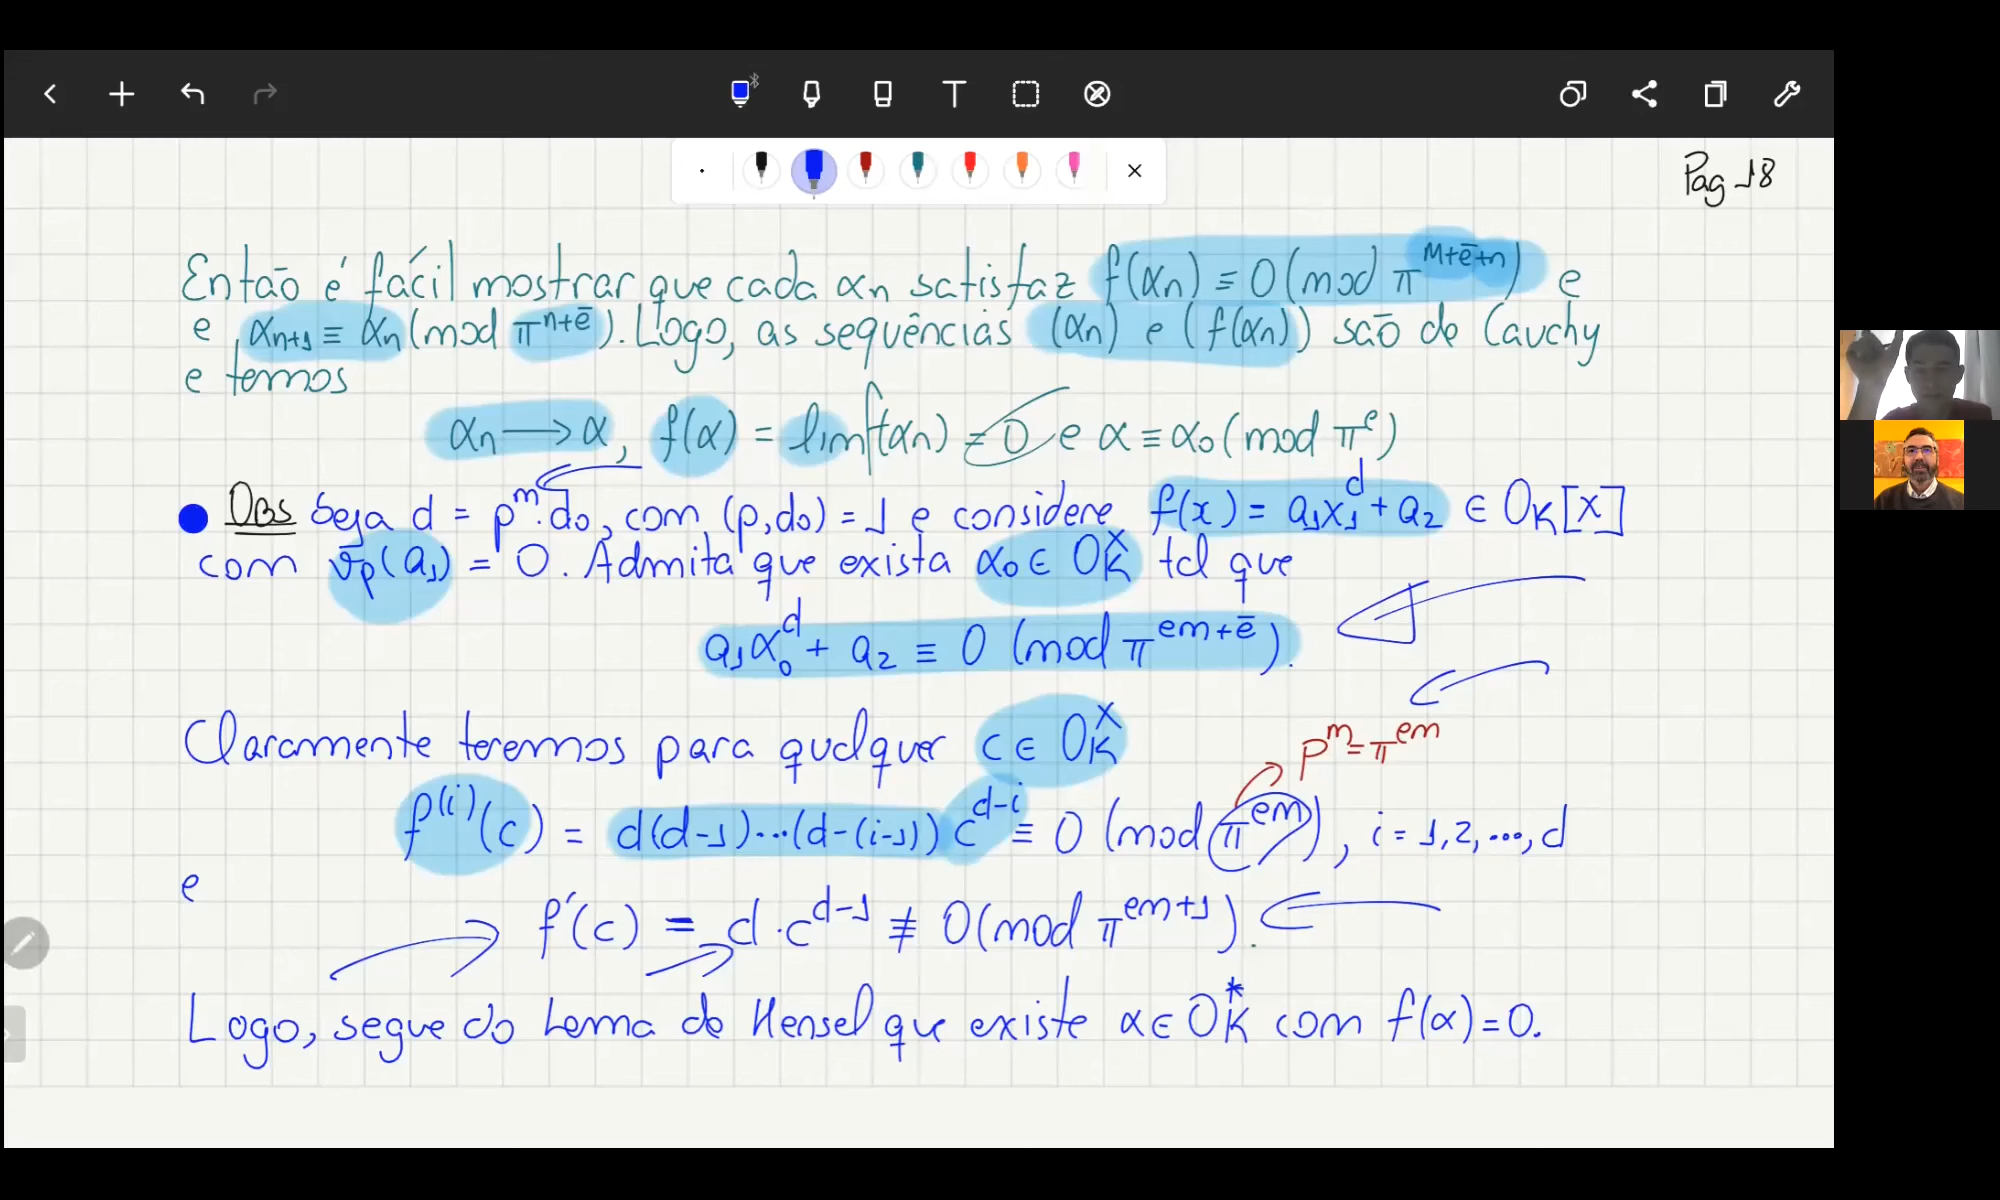 Pag 18
Então é fácil mostrar que cada αn satisfaz f(αn) ≡ 0 (mod π^{M+ē+n}) e
e αn+1 ≡ αn (mod π^{n+ē}). Logo, as sequências (αn) e (f(αn)) são de Cauchy
e temos
αn ⟶ α, f(α) = lim f(αn) = 0 e α ≡ α0 (mod π^e)
• OBS Seja d = p^m · d0, com (p, d0) = 1 e considere f(x) = a1x1^d + a2 ∈ OK[x]
com vp(a1) = 0. Admita que exista α0 ∈ OK^× tal que
a1α0^d + a2 ≡ 0 (mod π^{em+ē}).
Claramente teremos para qualquer c ∈ OK^×
p^m = π^{em}
f^{(i)}(c) = d(d-1)···(d-(i-1)) c^{d-i} ≡ 0 (mod π^{em}), i = 1, 2, ..., d
e
f'(c) = d · c^{d-1} ≢ 0 (mod π^{em+1}).
Logo, segue do Lema de Hensel que existe α ∈ OK^* com f(α) = 0.